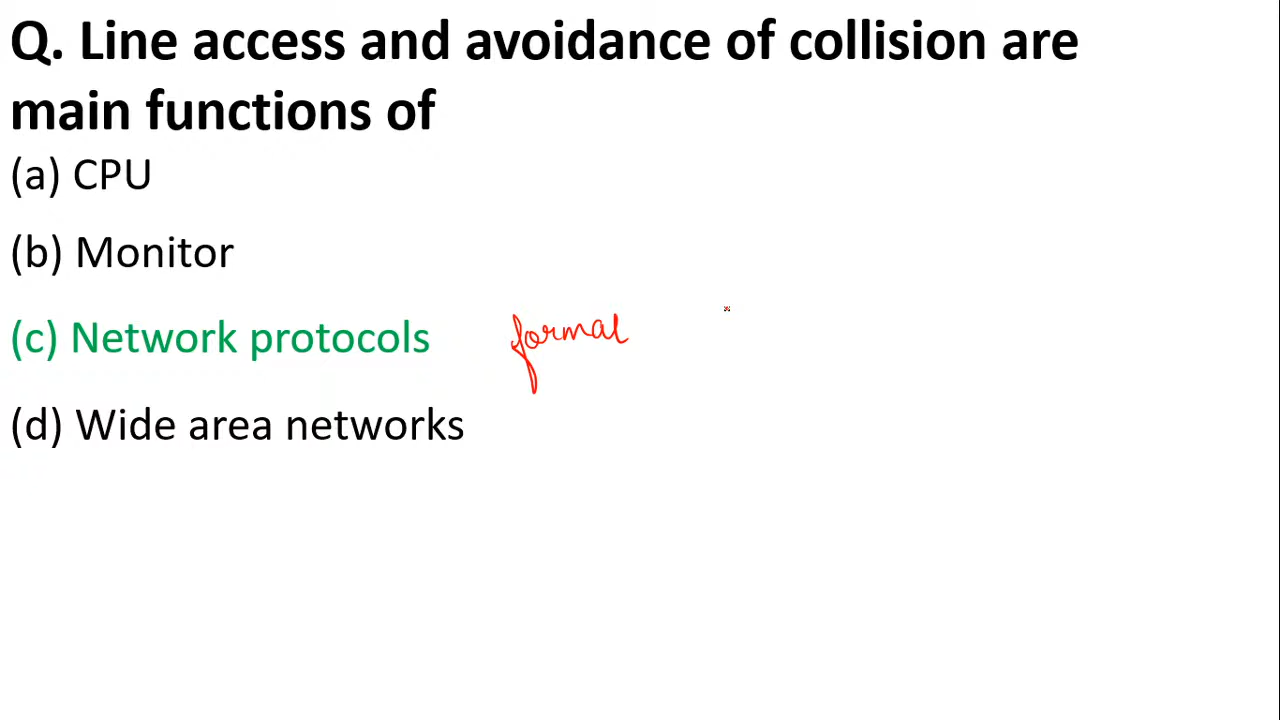 Q. Line access and avoidance of collision are
main functions of
(a) CPU
(b) Monitor
(c) Network protocols formal
(d) Wide area networks